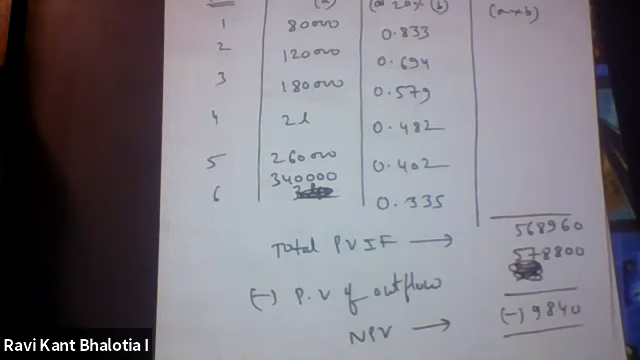 (a) (@ 20% (b) (a x b)
1 80000 0.833
2 120000 0.694
3 180000 0.579
4 2l 0.482
5 260000 0.402
6 340000 0.335
Total PVIF → 568960
(-) P.V of outflow 578800
NPV → (-) 9840
Ravi Kant Bhalotia I